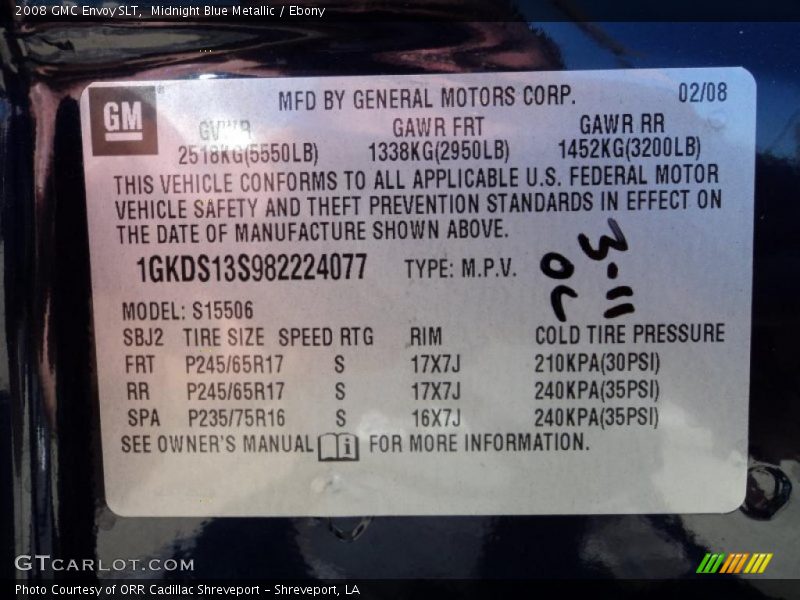 2008 GMC Envoy SLT,  Midnight Blue Metallic / Ebony
GM
MFD BY GENERAL MOTORS CORP.
02/08
GVWR GAWR FRT GAWR RR
2518KG(5550LB) 1338KG(2950LB) 1452KG(3200LB)
THIS VEHICLE CONFORMS TO ALL APPLICABLE U.S. FEDERAL MOTOR
VEHICLE SAFETY AND THEFT PREVENTION STANDARDS IN EFFECT ON
THE DATE OF MANUFACTURE SHOWN ABOVE.
1GKDS13S982224077 TYPE: M.P.V.
3-11
MODEL: S15506
SBJ2 TIRE SIZE SPEED RTG RIM COLD TIRE PRESSURE
FRT P245/65R17 S 17X7J 210KPA(30PSI)
RR P245/65R17 S 17X7J 240KPA(35PSI)
SPA P235/75R16 S 16X7J 240KPA(35PSI)
SEE OWNER'S MANUAL i FOR MORE INFORMATION.
GTCARLOT.COM
Photo Courtesy of ORR Cadillac Shreveport – Shreveport, LA